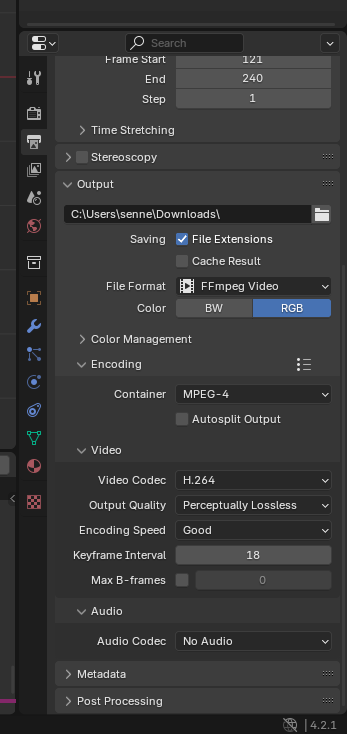 Search
Frame Start 121
End 240
Step 1
Time Stretching
Stereoscopy
Output
C:\Users\senne\Downloads\
Saving File Extensions
Cache Result
File Format FFmpeg Video
Color BW RGB
Color Management
Encoding
Container MPEG-4
Autosplit Output
Video
Video Codec H.264
Output Quality Perceptually Lossless
Encoding Speed Good
Keyframe Interval 18
Max B-frames 0
Audio
Audio Codec No Audio
Metadata
Post Processing
4.2.1